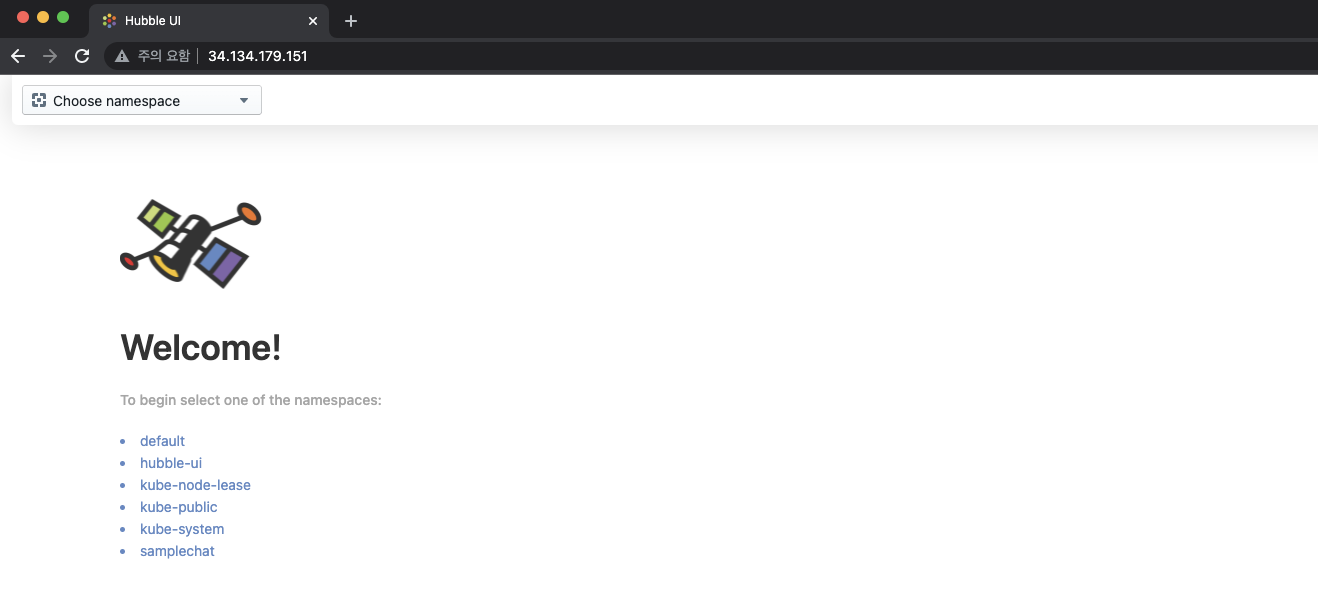 Hubble UI
주의 요함 34.134.179.151
Choose namespace
Welcome!
To begin select one of the namespaces:
default
hubble-ui
kube-node-lease
kube-public
kube-system
samplechat